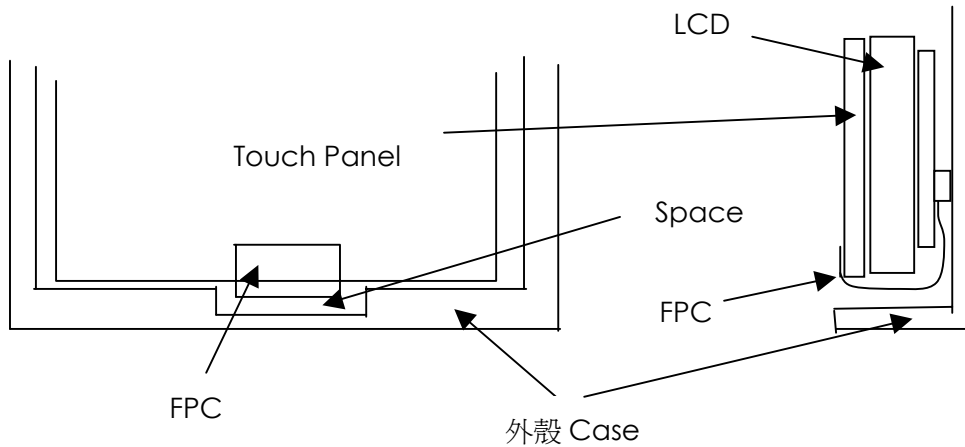 LCD
Touch Panel
Space
FPC
FPC
外殼 Case